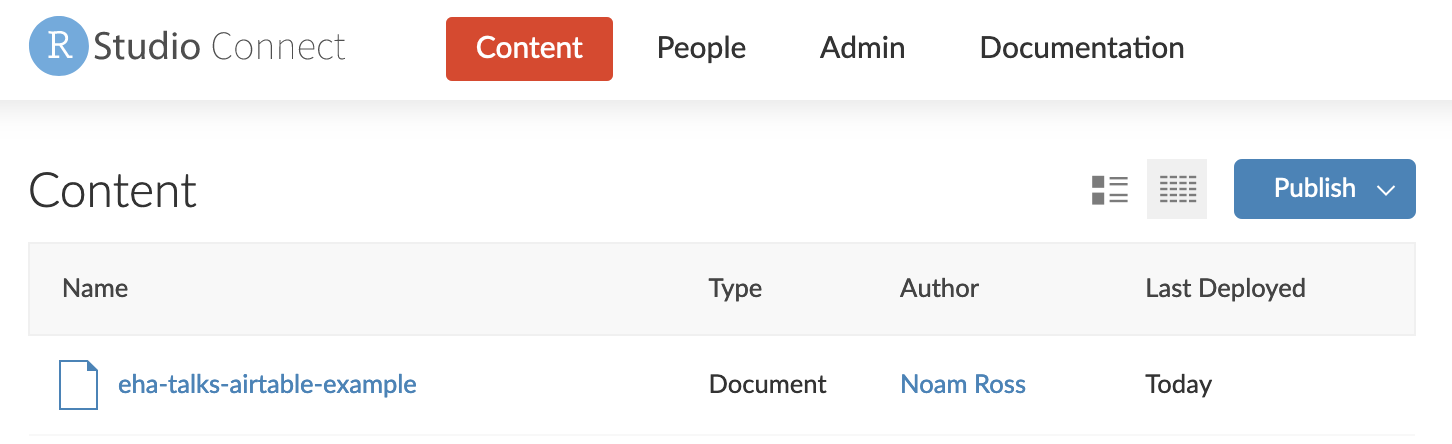 R Studio Connect Content People Admin Documentation
Content Publish
Name Type Author Last Deployed
eha-talks-airtable-example Document Noam Ross Today